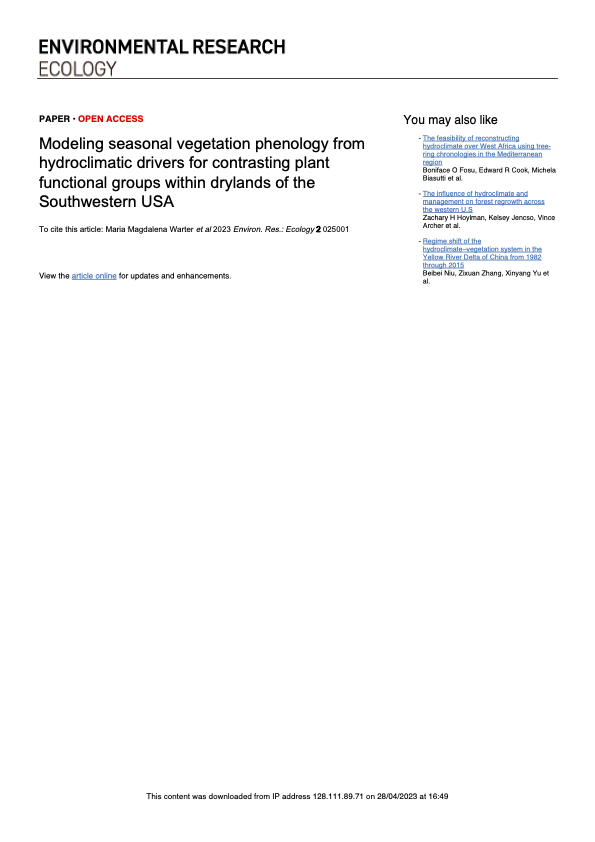 ENVIRONMENTAL RESEARCH
ECOLOGY
PAPER • OPEN ACCESS
Modeling seasonal vegetation phenology from
hydroclimatic drivers for contrasting plant
functional groups within drylands of the
Southwestern USA
To cite this article: Maria Magdalena Warter et al 2023 Environ. Res.: Ecology 2 025001
View the article online for updates and enhancements.
You may also like
- The feasibility of reconstructing
hydroclimate over West Africa using tree-
ring chronologies in the Mediterranean
region
Boniface O Fosu, Edward R Cook, Michela
Biasutti et al.
- The influence of hydroclimate and
management on forest regrowth across
the western U.S
Zachary H Hoylman, Kelsey Jencso, Vince
Archer et al.
- Regime shift of the
hydroclimate–vegetation system in the
Yellow River Delta of China from 1982
through 2015
Beibei Niu, Zixuan Zhang, Xinyang Yu et
al.
This content was downloaded from IP address 128.111.89.71 on 28/04/2023 at 16:49